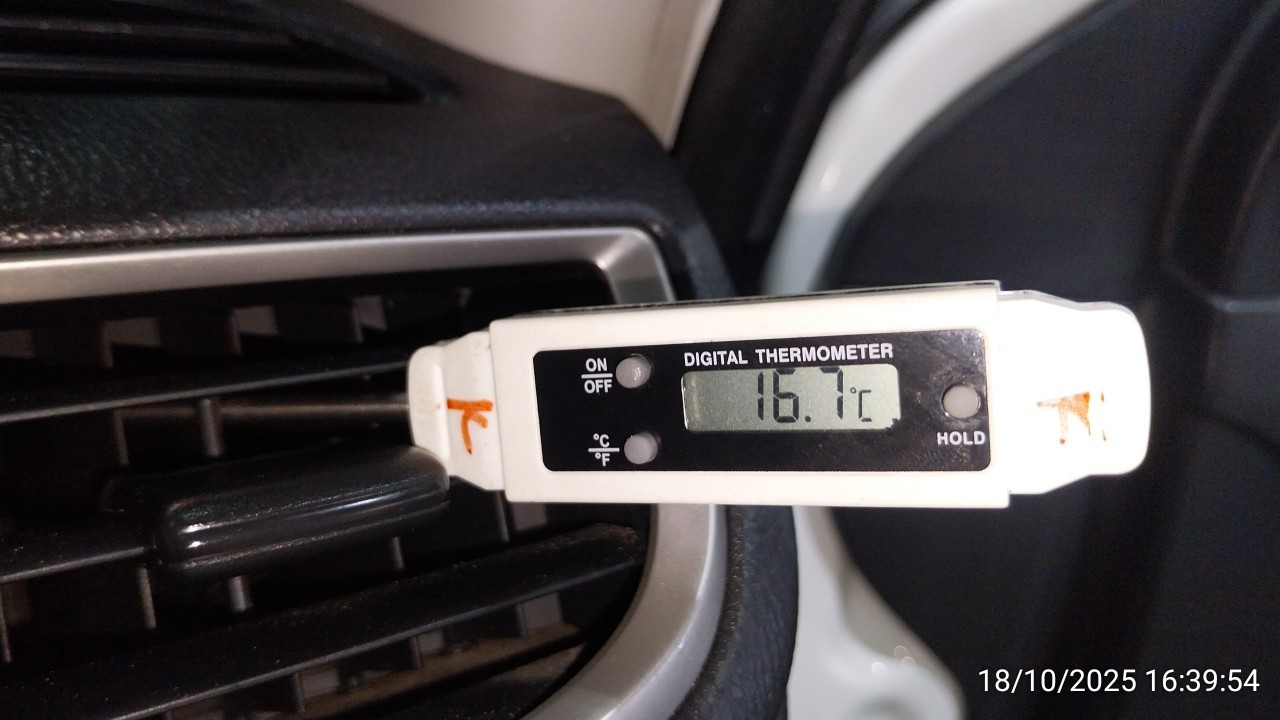 ON
OFF
°C
°F
DIGITAL THERMOMETER
16.7°C
HOLD
18/10/2025 16:39:54